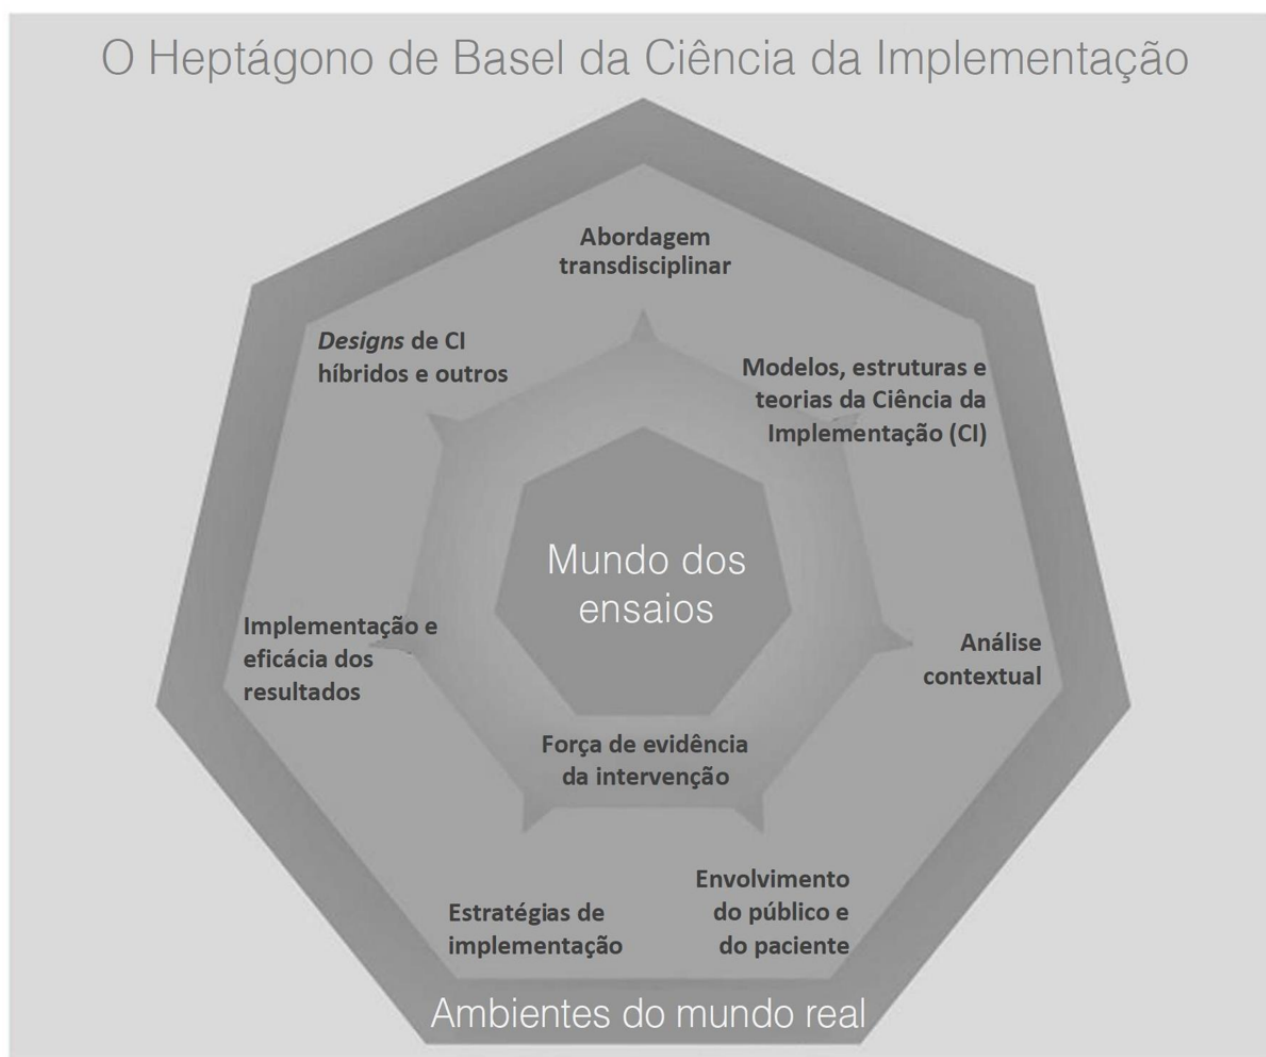 O Heptágono de Basel da Ciência da Implementação
Abordagem
transdisciplinar
Designs de CI
híbridos e outros
Modelos, estruturas e
teorias da Ciência da
Implementação (CI)
Mundo dos
ensaios
Implementação e
eficácia dos
resultados
Análise
contextual
Força de evidência
da intervenção
Estratégias de
implementação
Envolvimento
do público e
do paciente
Ambientes do mundo real